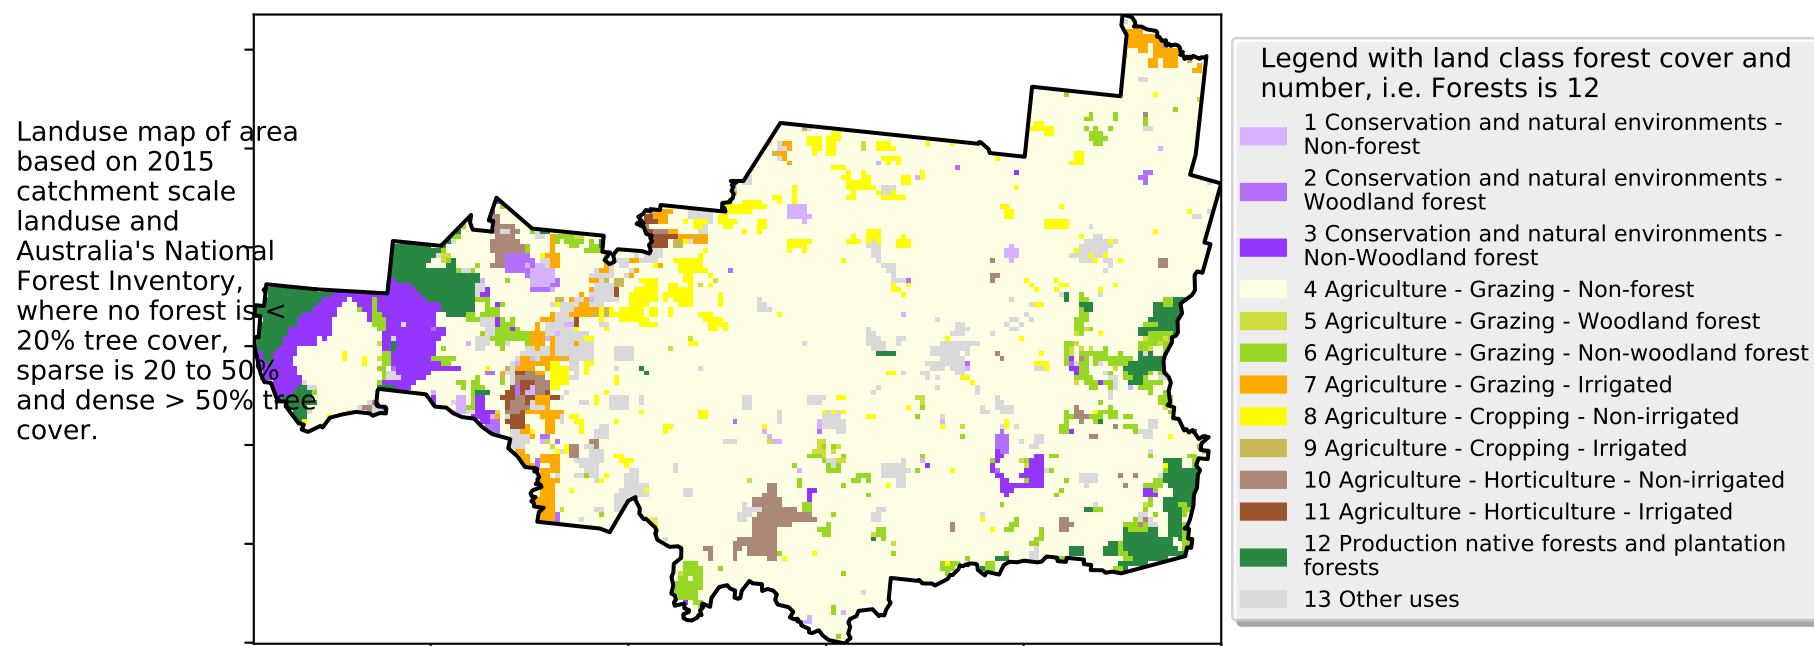 Landuse map of area
based on 2015
catchment scale
landuse and
Australia's National
Forest Inventory,
where no forest is <
20% tree cover,
sparse is 20 to 50%
and dense > 50% tree
cover.
Legend with land class forest cover and
number, i.e. Forests is 12
1 Conservation and natural environments -
Non-forest
2 Conservation and natural environments -
Woodland forest
3 Conservation and natural environments -
Non-Woodland forest
4 Agriculture - Grazing - Non-forest
5 Agriculture - Grazing - Woodland forest
6 Agriculture - Grazing - Non-woodland forest
7 Agriculture - Grazing - Irrigated
8 Agriculture - Cropping - Non-irrigated
9 Agriculture - Cropping - Irrigated
10 Agriculture - Horticulture - Non-irrigated
11 Agriculture - Horticulture - Irrigated
12 Production native forests and plantation
forests
13 Other uses